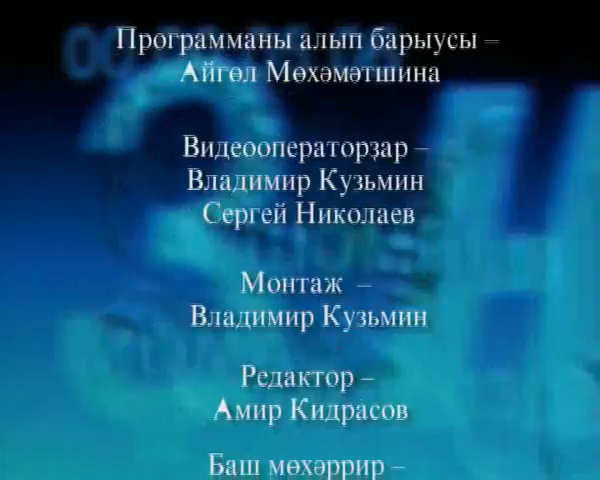 Программаны алып барыусы –
Айгөл Мөхәмәтшина
Видеооператорҙар –
Владимир Кузьмин
Сергей Николаев
Монтаж –
Владимир Кузьмин
Редактор –
Амир Кидрасов
Баш мөхәррир –